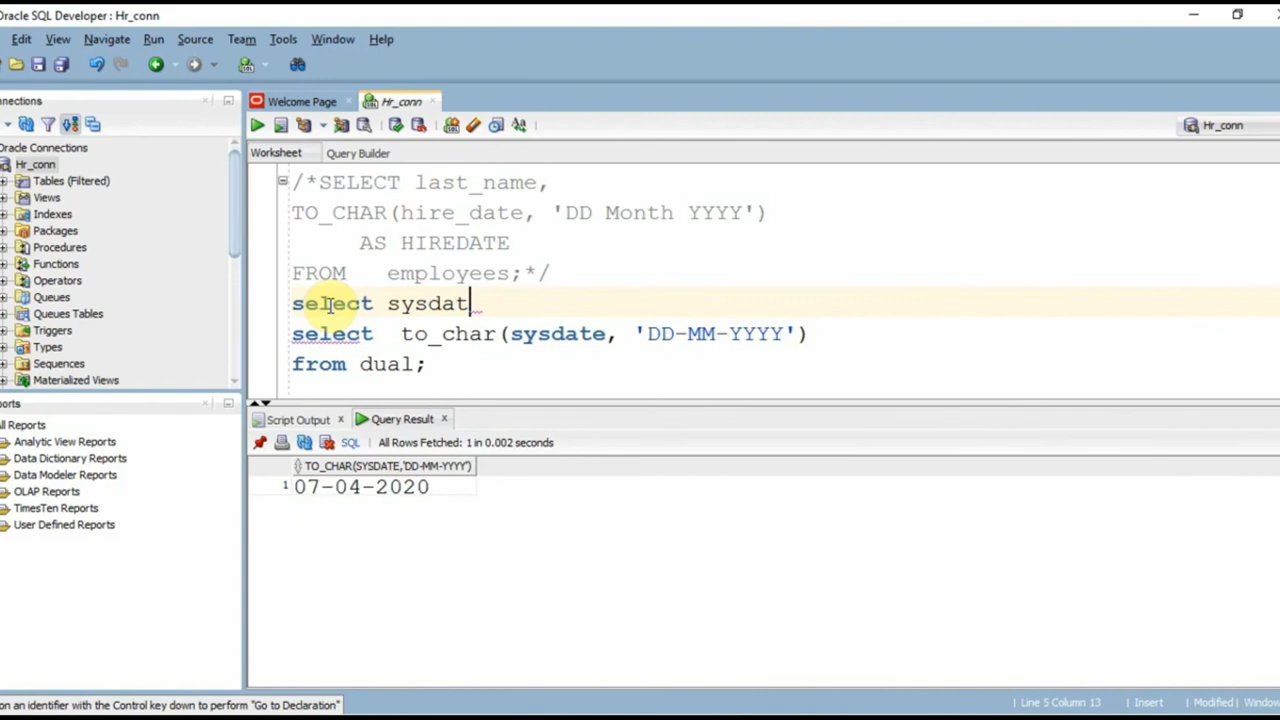 Oracle SQL Developer : Hr_conn
Edit View Navigate Run Source Team Tools Window Help
nnections
Welcome Page
Hr_conn
Hr_conn
Oracle Connections
Hr_conn
Tables (Filtered)
Views
Indexes
Packages
Procedures
Functions
Operators
Queues
Queues Tables
Triggers
Types
Sequences
Materialized Views
Worksheet Query Builder
/*SELECT last_name,
TO_CHAR(hire_date, 'DD Month YYYY')
AS HIREDATE
FROM employees;*/
select sysdat
select to_char(sysdate, 'DD-MM-YYYY')
from dual;
ports
All Reports
Analytic View Reports
Data Dictionary Reports
Data Modeler Reports
OLAP Reports
TimesTen Reports
User Defined Reports
Script Output Query Result
SQL All Rows Fetched: 1 in 0.002 seconds
TO_CHAR(SYSDATE,'DD-MM-YYYY')
1 07-04-2020
on an identifier with the Control key down to perform "Go to Declaration"
Line 5 Column 13 Insert Modified Window